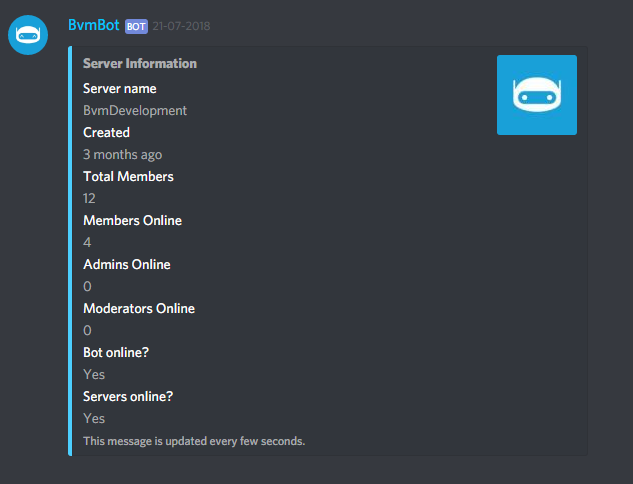 BvmBot BOT 21-07-2018
Server Information
Server name
BvmDevelopment
Created
3 months ago
Total Members
12
Members Online
4
Admins Online
0
Moderators Online
0
Bot online?
Yes
Servers online?
Yes
This message is updated every few seconds.